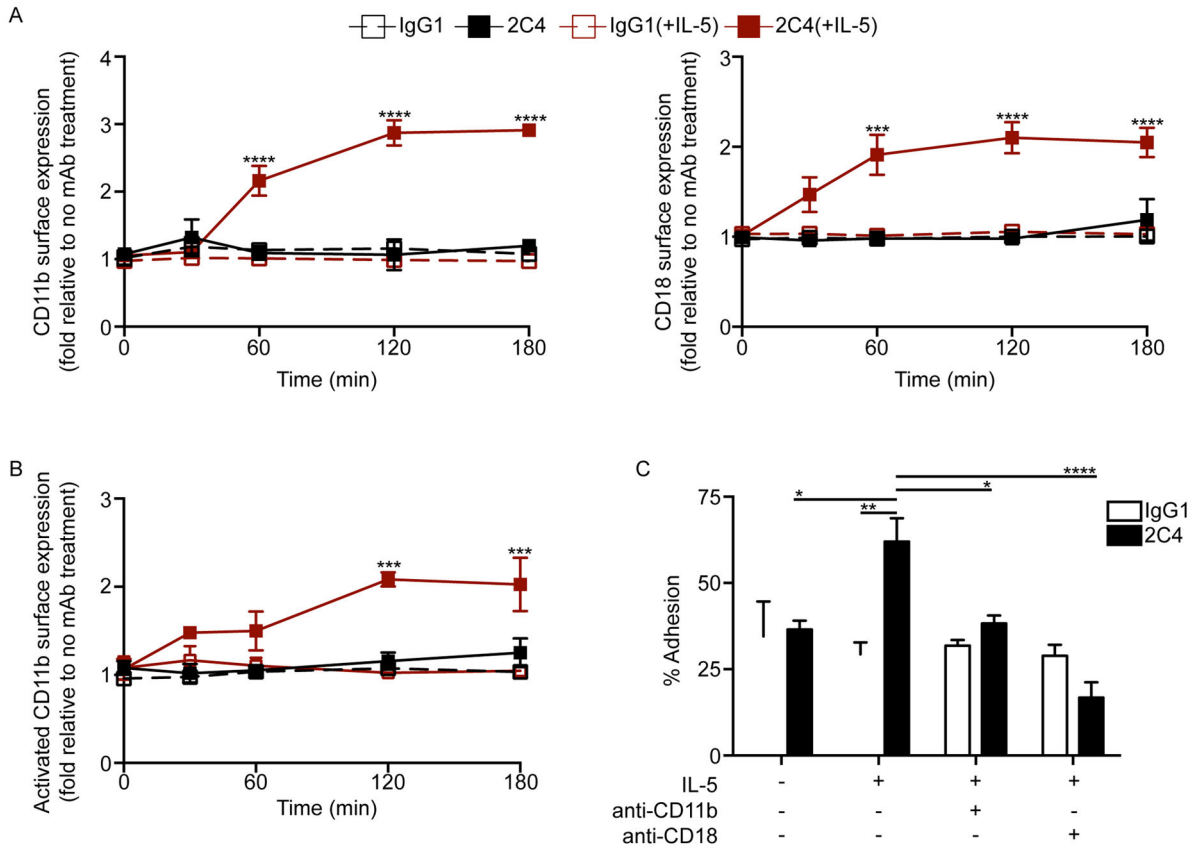 A
IgG1 2C4 IgG1(+IL-5) 2C4(+IL-5)
CD11b surface expression
(fold relative to no mAb treatment)
4
3
2
1
0
**** **** ****
0 60 120 180
Time (min)
CD18 surface expression
(fold relative to no mAb treatment)
3
2
1
0
*** **** ****
0 60 120 180
Time (min)
B
Activated CD11b surface expression
(fold relative to no mAb treatment)
3
2
1
0
*** ***
0 60 120 180
Time (min)
C
IgG1
2C4
% Adhesion
75
50
25
0
****
* *
**
IL-5 - + + +
anti-CD11b - - + -
anti-CD18 - - - +